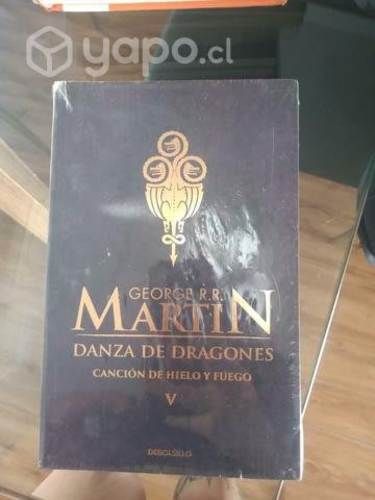 yapo.cl
GEORGE R.R.
MARTIN
DANZA DE DRAGONES
CANCIÓN DE HIELO Y FUEGO
V
DEBOLS!LLO